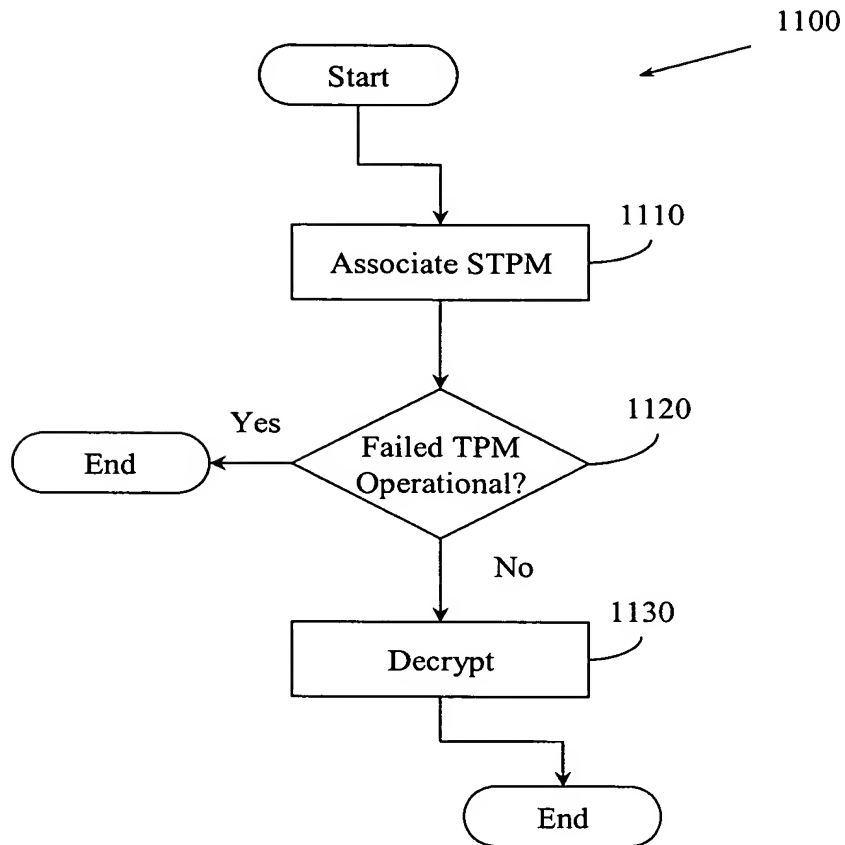 1100
Start
1110
Associate STPM
1120
Yes
Failed TPM
Operational?
End
No
1130
Decrypt
End